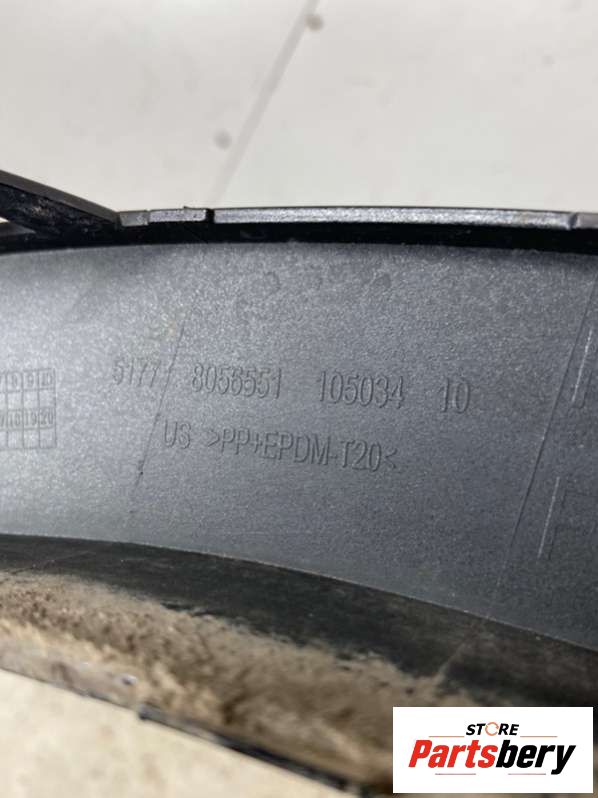 5177 8056551 105034 10
US >PP+EPDM-T20<
STORE
Partsbery